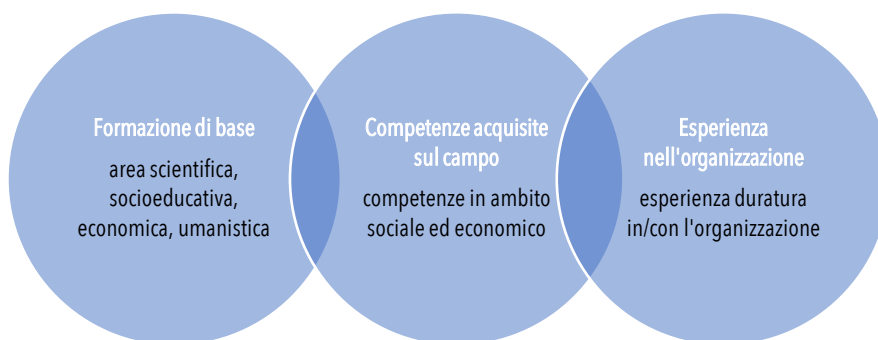 Formazione di base
area scientifica,
socioeducativa,
economica, umanistica
Competenze acquisite
sul campo
competenze in ambito
sociale ed economico
Esperienza
nell'organizzazione
esperienza duratura
in/con l'organizzazione